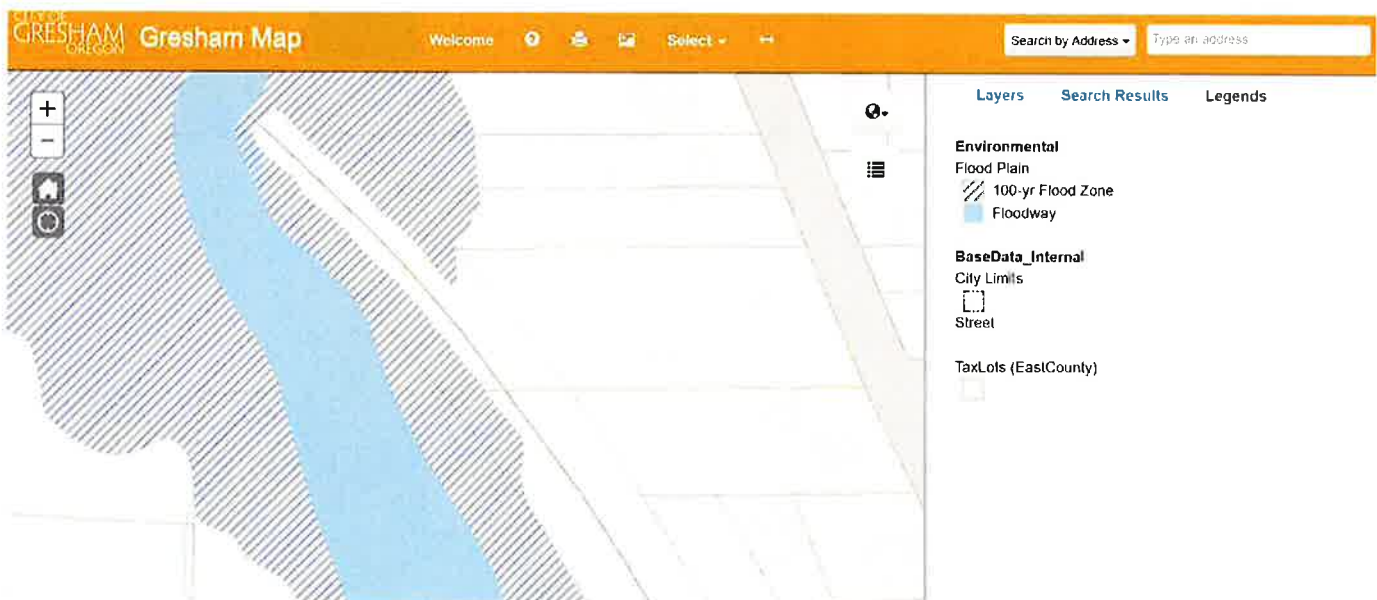 CITY OF
GRESHAM
OREGON
Gresham Map
Welcome
Select
Search by Address
Type an address
Layers Search Results Legends
Environmental
Flood Plain
100-yr Flood Zone
Floodway
BaseData_Internal
City Limits
Street
TaxLots (EastCounty)